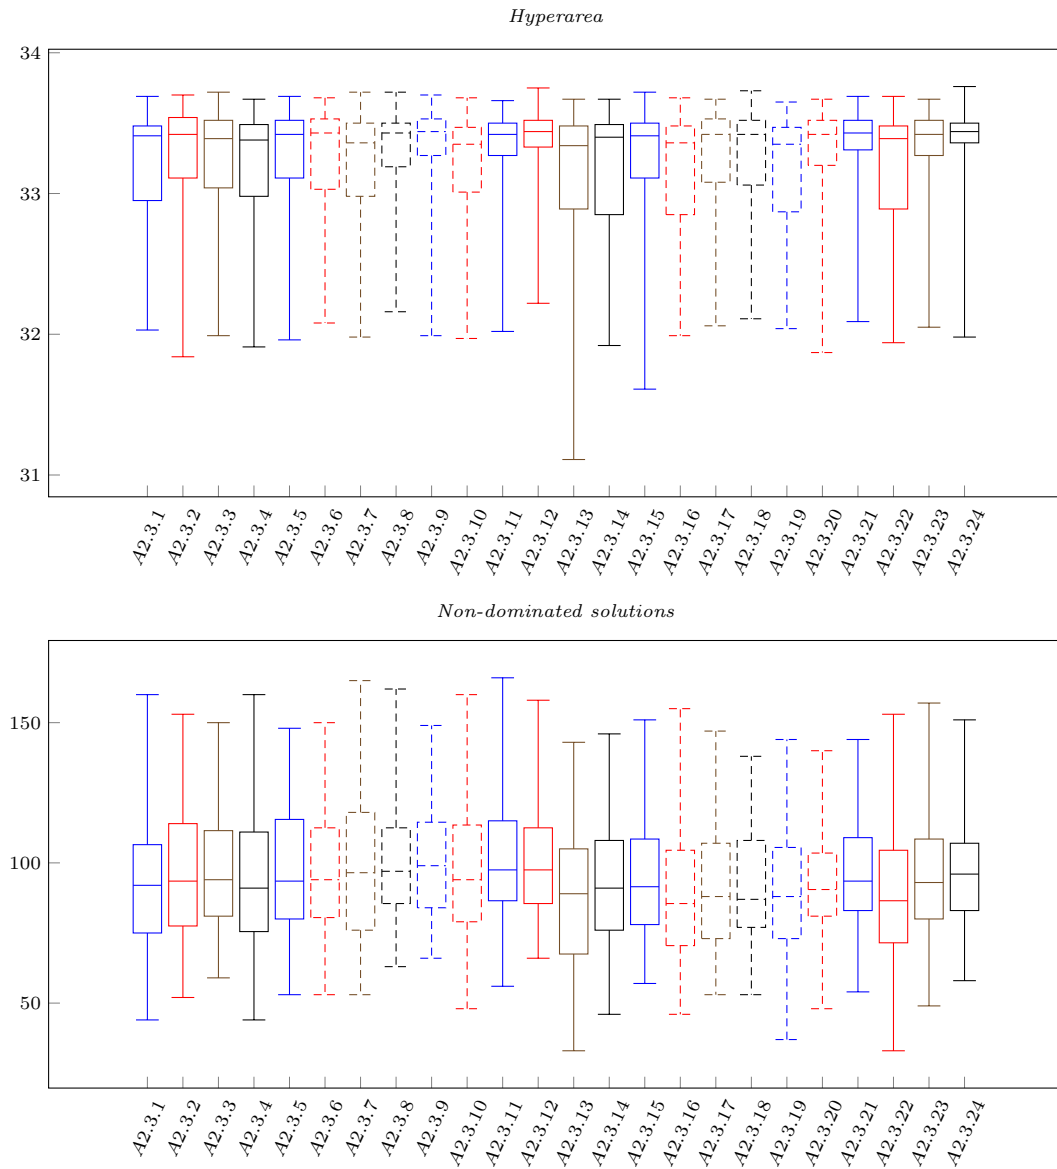 Hyperarea
34
33
32
31
A2.3.1 A2.3.2 A2.3.3 A2.3.4 A2.3.5 A2.3.6 A2.3.7 A2.3.8 A2.3.9 A2.3.10 A2.3.11 A2.3.12 A2.3.13 A2.3.14 A2.3.15 A2.3.16 A2.3.17 A2.3.18 A2.3.19 A2.3.20 A2.3.21 A2.3.22 A2.3.23 A2.3.24
Non-dominated solutions
150
100
50
A2.3.1 A2.3.2 A2.3.3 A2.3.4 A2.3.5 A2.3.6 A2.3.7 A2.3.8 A2.3.9 A2.3.10 A2.3.11 A2.3.12 A2.3.13 A2.3.14 A2.3.15 A2.3.16 A2.3.17 A2.3.18 A2.3.19 A2.3.20 A2.3.21 A2.3.22 A2.3.23 A2.3.24